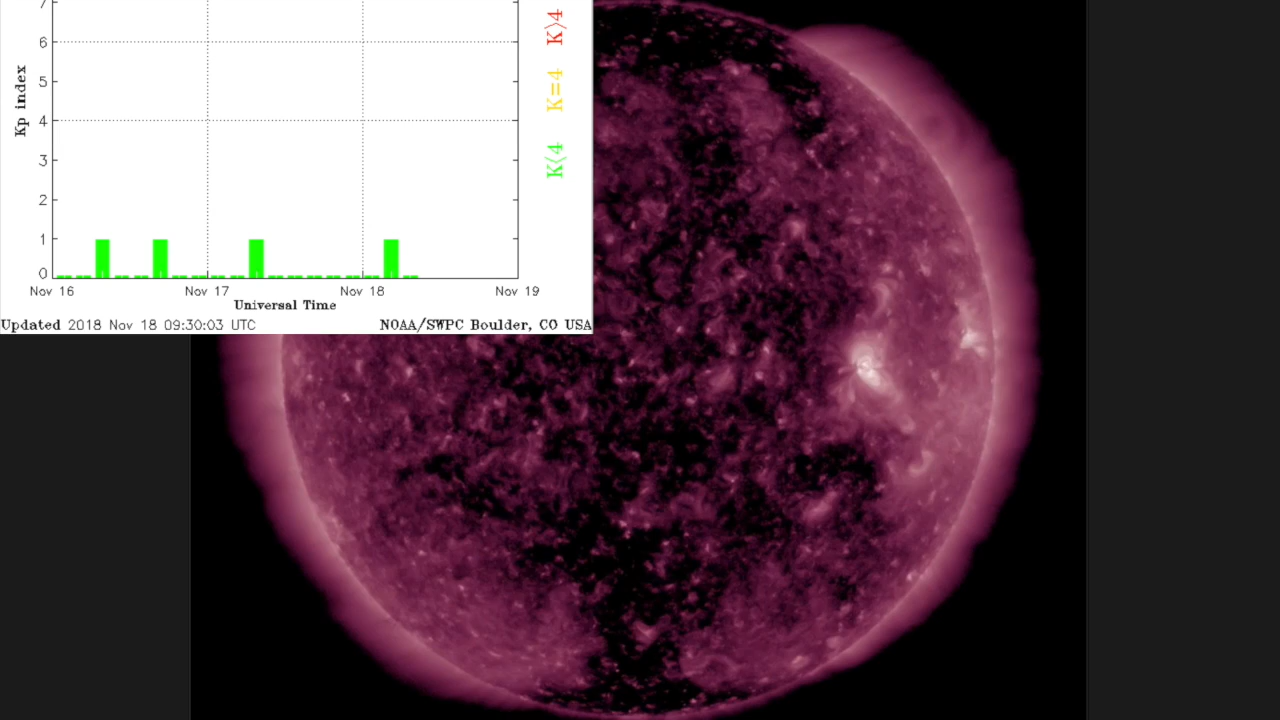 7
6
5
4
3
2
1
0
Kp index
K>4
K=4
K<4
Nov 16 Nov 17 Nov 18 Nov 19
Universal Time
Updated 2018 Nov 18 09:30:03 UTC NOAA/SWPC Boulder, CO USA